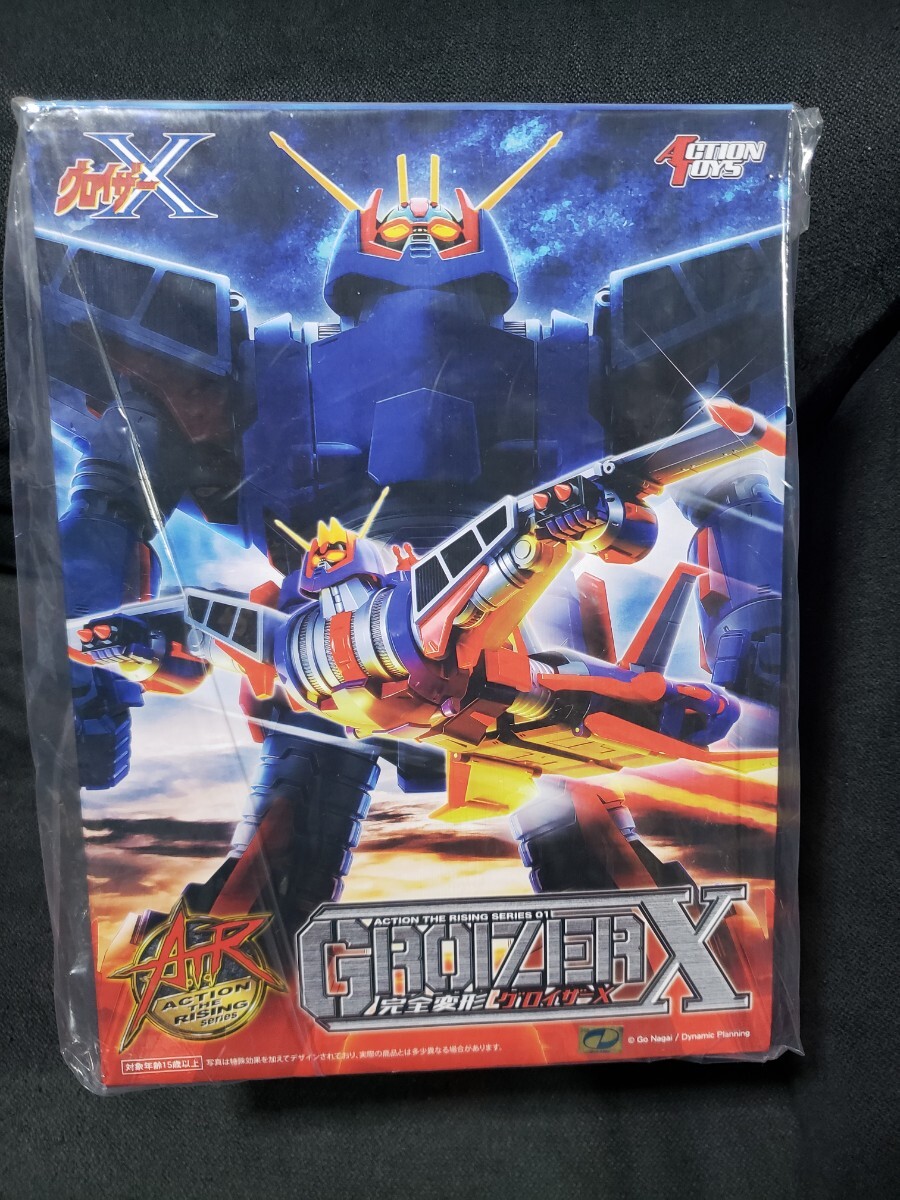 グロイザーX
ACTION TOYS
16
ACTION THE RISING SERIES 01
GROIZER X
完全変形 グロイザーX
ATR
ACTION
THE
RISING
series
© Go Nagai / Dynamic Planning
対象年齢15歳以上 写真は特殊効果を加えてデザインされており、実際の商品とは多少異なる場合があります。